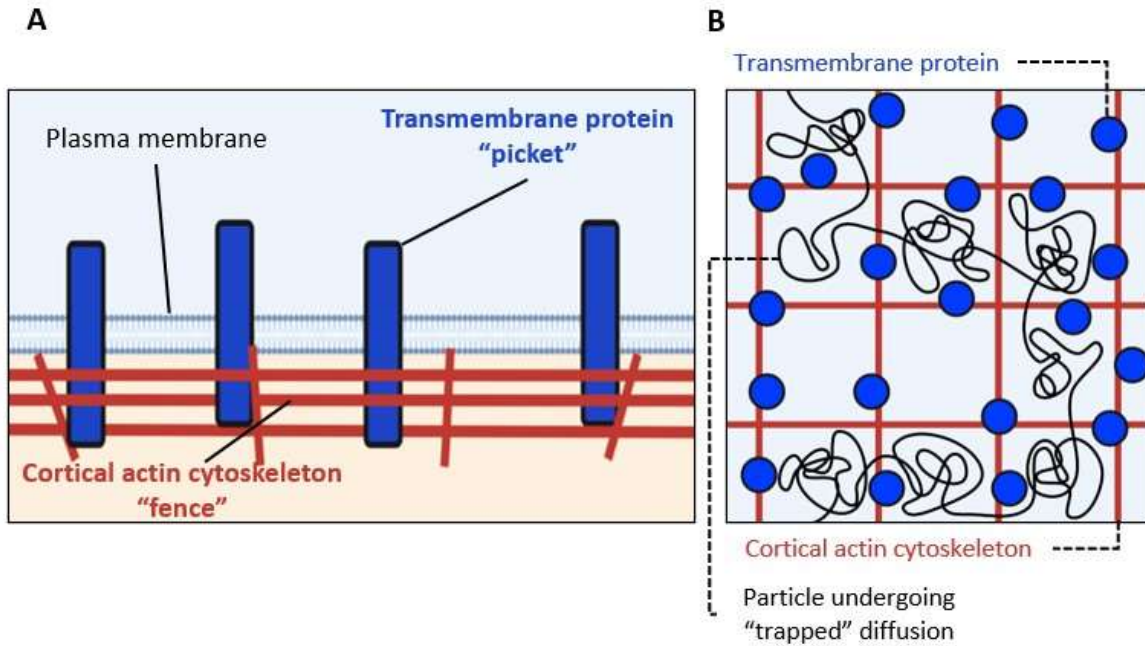 A
Plasma membrane
Transmembrane protein
“picket”
Cortical actin cytoskeleton
“fence”
B
Transmembrane protein
Cortical actin cytoskeleton
Particle undergoing
“trapped” diffusion